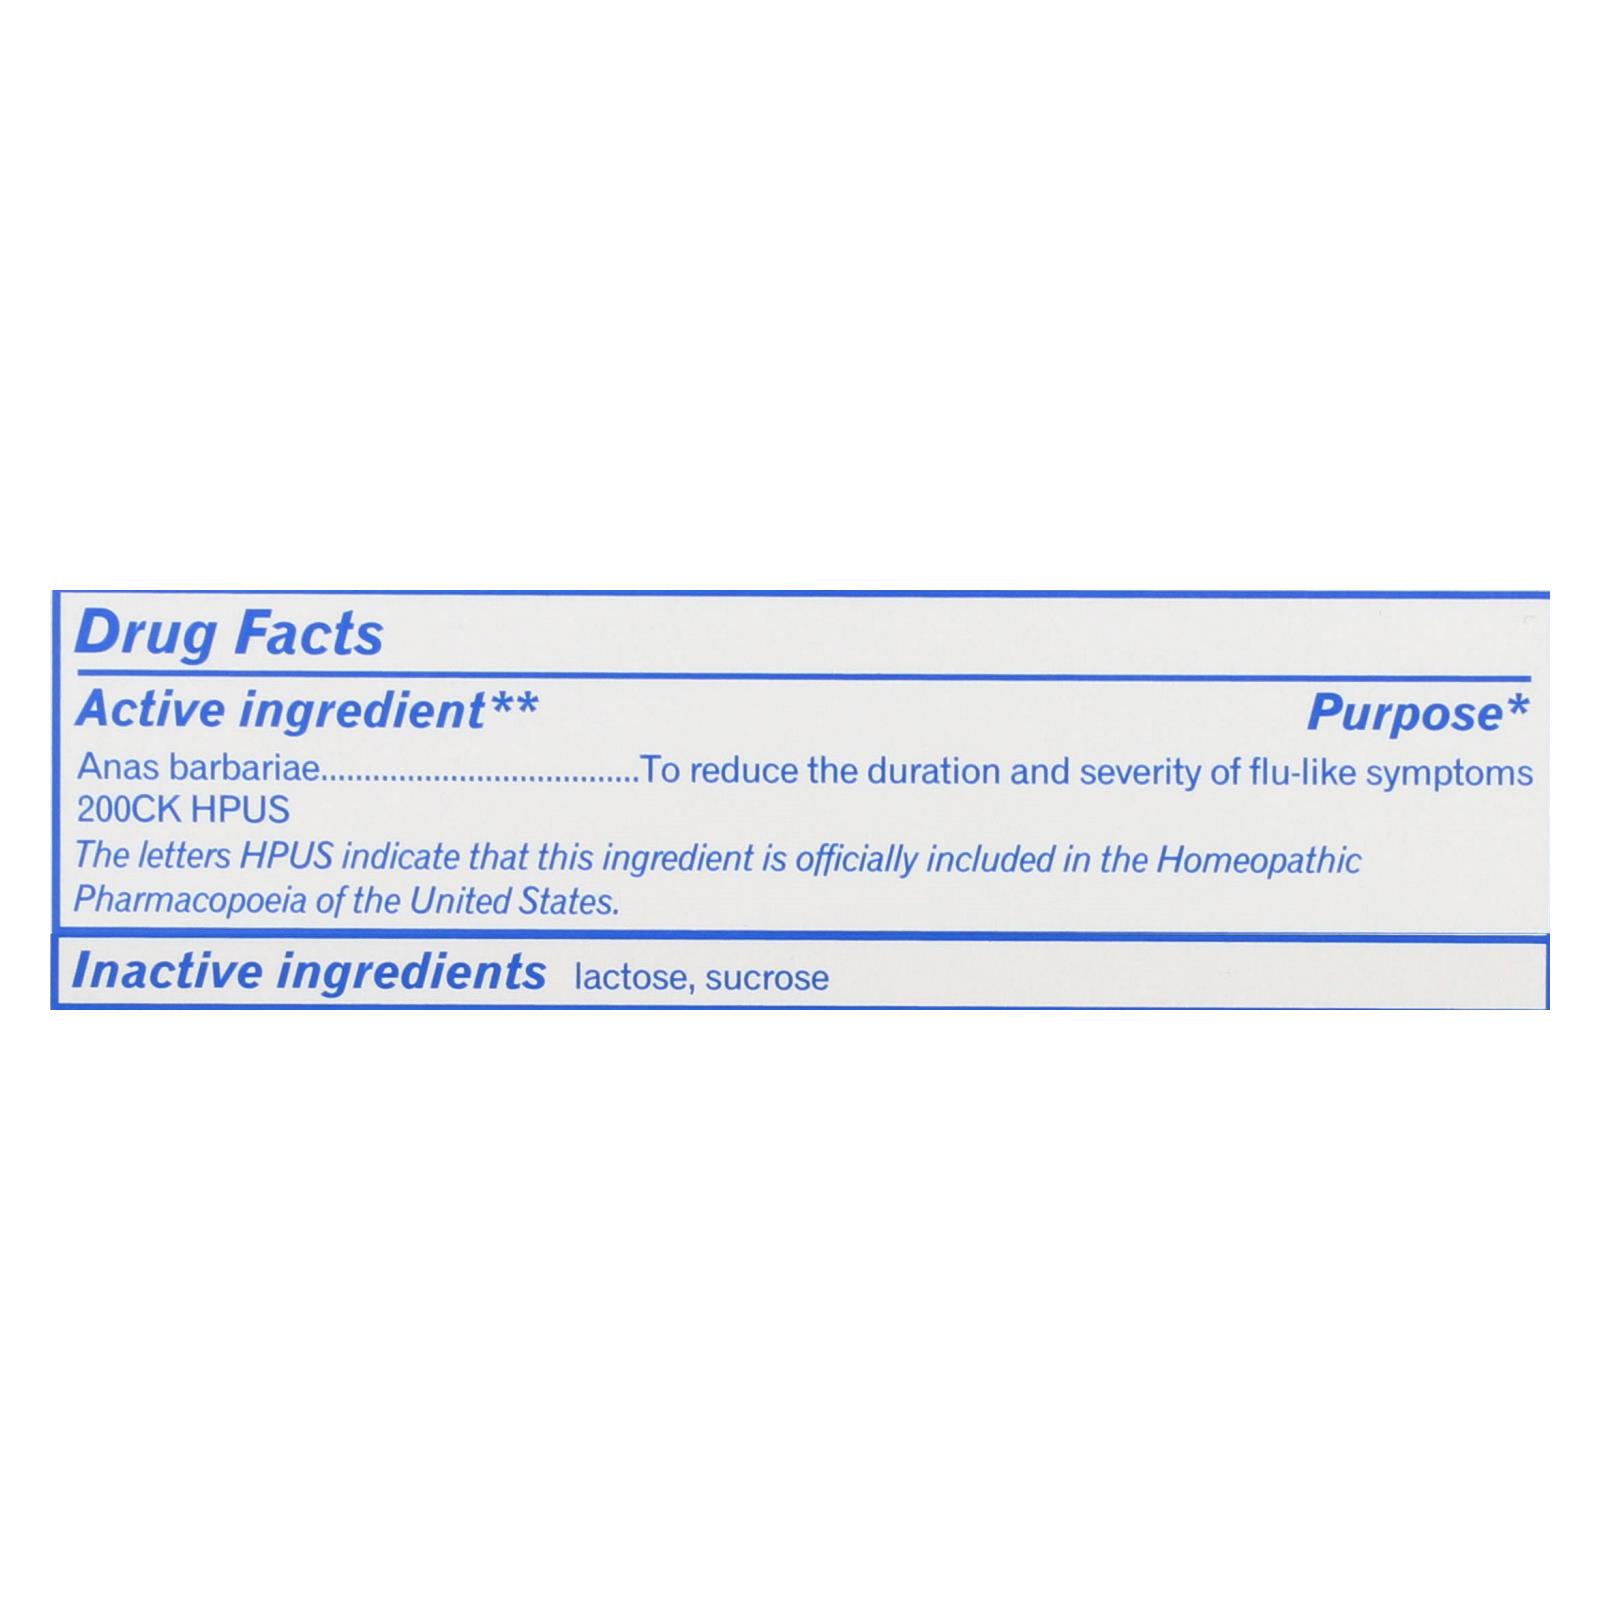 Drug Facts
Active ingredient** Purpose*
Anas barbariae..................................To reduce the duration and severity of flu-like symptoms
200CK HPUS
The letters HPUS indicate that this ingredient is officially included in the Homeopathic
Pharmacopoeia of the United States.
Inactive ingredients lactose, sucrose